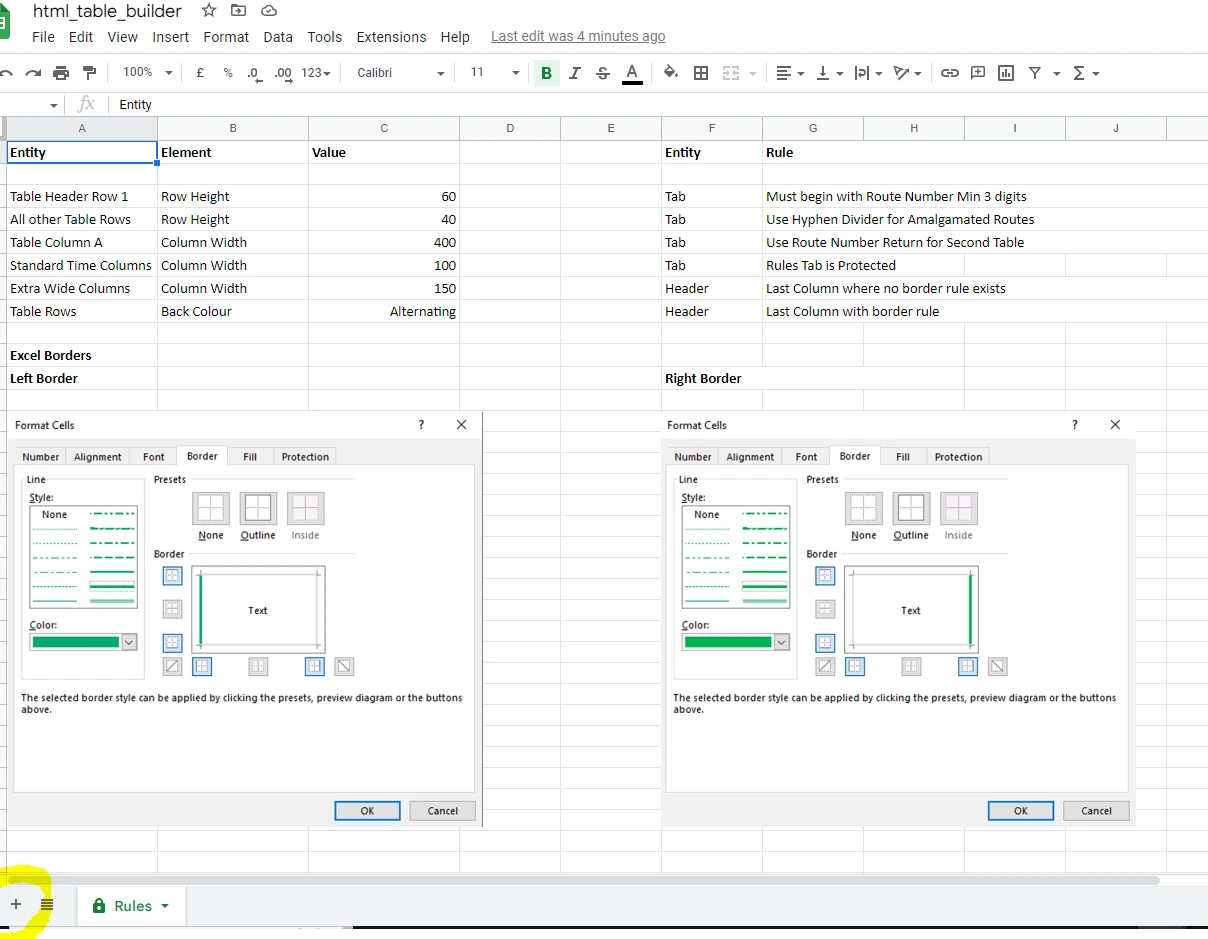 html_table_builder
File Edit View Insert Format Data Tools Extensions Help Last edit was 4 minutes ago
100% £ % .0 .00 123 Calibri 11 B I S A Σ
fx Entity
A B C D E F G H I J
Entity Element Value Entity Rule
Table Header Row 1 Row Height 60 Tab Must begin with Route Number Min 3 digits
All other Table Rows Row Height 40 Tab Use Hyphen Divider for Amalgamated Routes
Table Column A Column Width 400 Tab Use Route Number Return for Second Table
Standard Time Columns Column Width 100 Tab Rules Tab is Protected
Extra Wide Columns Column Width 150 Header Last Column where no border rule exists
Table Rows Back Colour Alternating Header Last Column with border rule
Excel Borders
Left Border Right Border
Format Cells ?
Number Alignment Font Border Fill Protection
Line Presets
Style:
None
None Outline Inside
Border
Text
Color:
The selected border style can be applied by clicking the presets, preview diagram or the buttons
above.
OK Cancel
Format Cells ?
Number Alignment Font Border Fill Protection
Line Presets
Style:
None
None Outline Inside
Border
Text
Color:
The selected border style can be applied by clicking the presets, preview diagram or the buttons
above.
OK Cancel
+ Rules